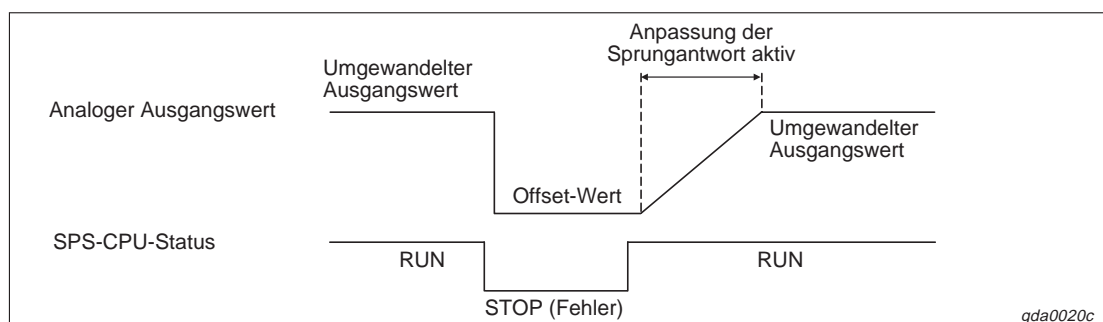 Anpassung der
Sprungantwort aktiv
Umgewandelter
Ausgangswert
Analoger Ausgangswert
Umgewandelter
Ausgangswert
Offset-Wert
SPS-CPU-Status
RUN
RUN
STOP (Fehler)
qda0020c